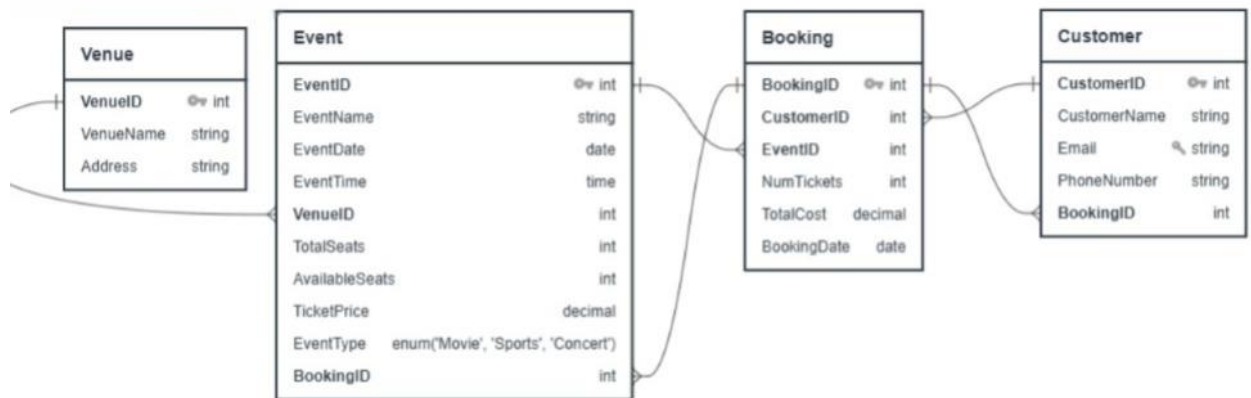 Venue
VenueID int
VenueName string
Address string
Event
EventID int
EventName string
EventDate date
EventTime time
VenueID int
TotalSeats int
AvailableSeats int
TicketPrice decimal
EventType enum('Movie', 'Sports', 'Concert')
BookingID int
Booking
BookingID int
CustomerID int
EventID int
NumTickets int
TotalCost decimal
BookingDate date
Customer
CustomerID int
CustomerName string
Email string
PhoneNumber string
BookingID int